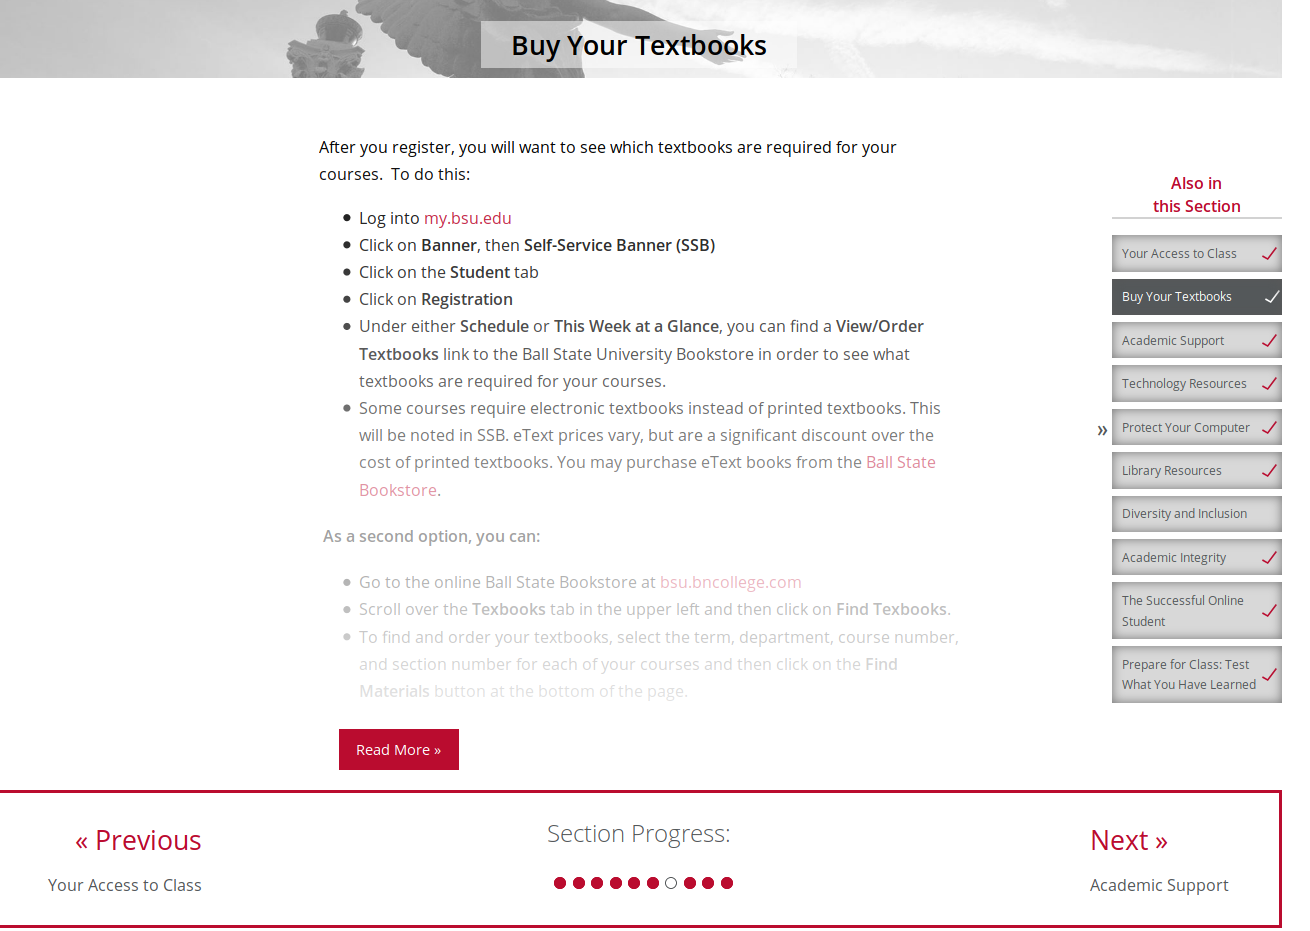 Buy Your Textbooks
After you register, you will want to see which textbooks are required for your
courses.  To do this:
Log into my.bsu.edu
Click on Banner, then Self-Service Banner (SSB)
Click on the Student tab
Click on Registration
Under either Schedule or This Week at a Glance, you can find a View/Order
Textbooks link to the Ball State University Bookstore in order to see what
textbooks are required for your courses.
Some courses require electronic textbooks instead of printed textbooks. This
will be noted in SSB. eText prices vary, but are a significant discount over the
cost of printed textbooks. You may purchase eText books from the Ball State
Bookstore.
As a second option, you can:
Go to the online Ball State Bookstore at bsu.bncollege.com
Scroll over the Texbooks tab in the upper left and then click on Find Texbooks.
To find and order your textbooks, select the term, department, course number,
and section number for each of your courses and then click on the Find
Materials button at the bottom of the page.
Read More »
Also in
this Section
Your Access to Class
Buy Your Textbooks
Academic Support
Technology Resources
»
Protect Your Computer
Library Resources
Diversity and Inclusion
Academic Integrity
The Successful Online
Student
Prepare for Class: Test
What You Have Learned
« Previous
Your Access to Class
Section Progress:
Next »
Academic Support